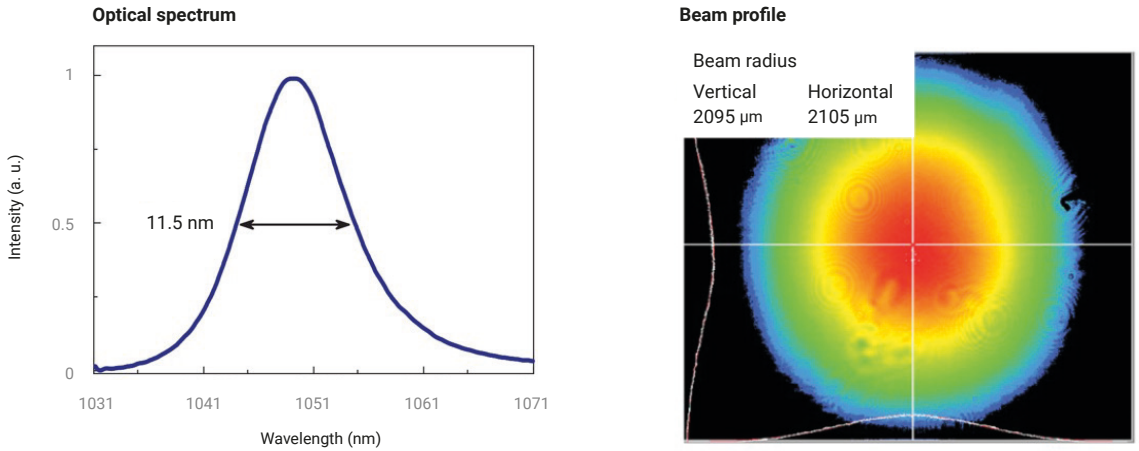 Optical spectrum
Intensity (a. u.)
1
0.5
0
11.5 nm
1031 1041 1051 1061 1071
Wavelength (nm)
Beam profile
Beam radius
Vertical Horizontal
2095 μm 2105 μm